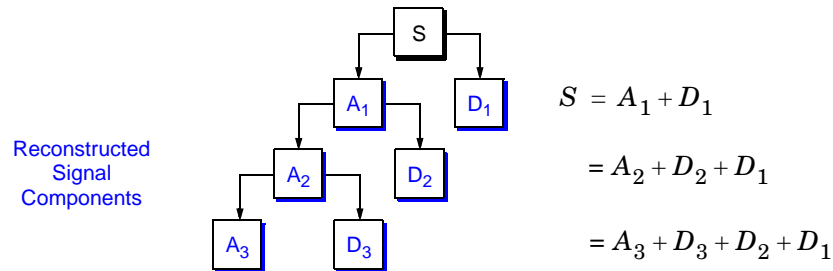 S
A₁
D₁
S = A₁ + D₁
Reconstructed
Signal
Components
A₂
D₂
= A₂ + D₂ + D₁
A₃
D₃
= A₃ + D₃ + D₂ + D₁